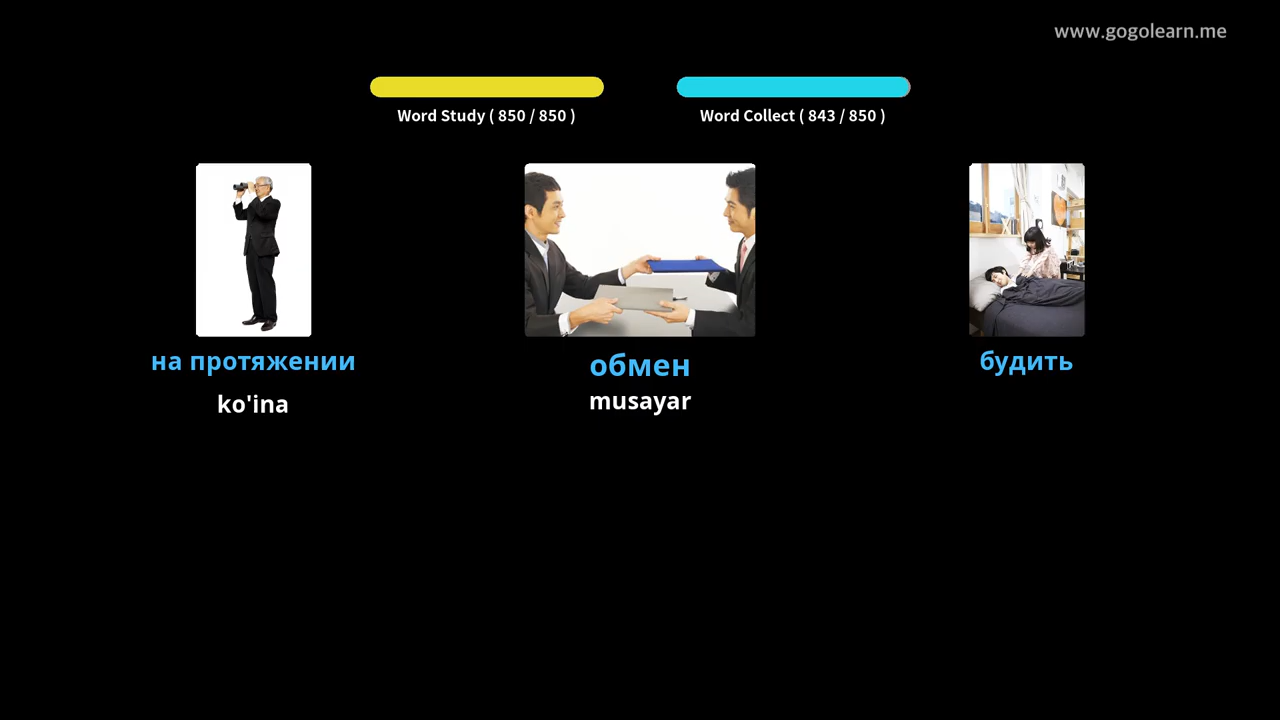 www.gogolearn.me
Word Study ( 850 / 850 )
Word Collect ( 843 / 850 )
на протяжении
ko'ina
обмен
musayar
будить